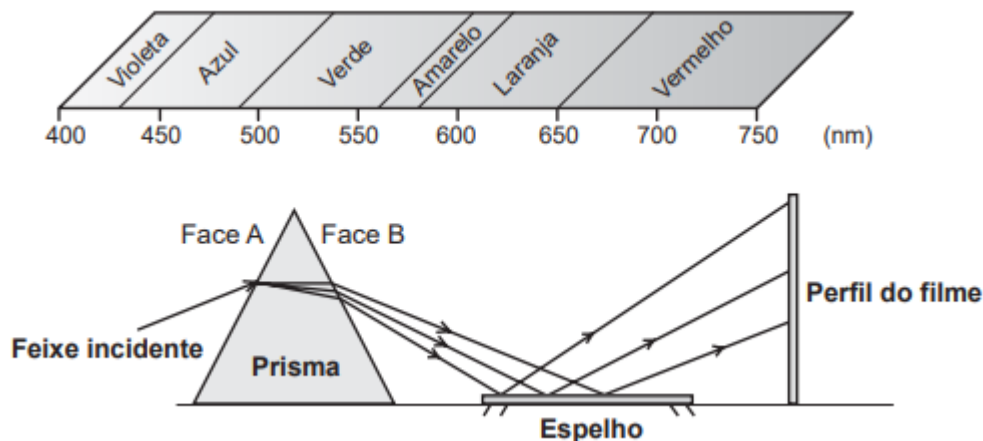 Violeta Azul Verde Amarelo Laranja Vermelho
400 450 500 550 600 650 700 750 (nm)
Face A Face B
Perfil do filme
Feixe incidente
Prisma
Espelho